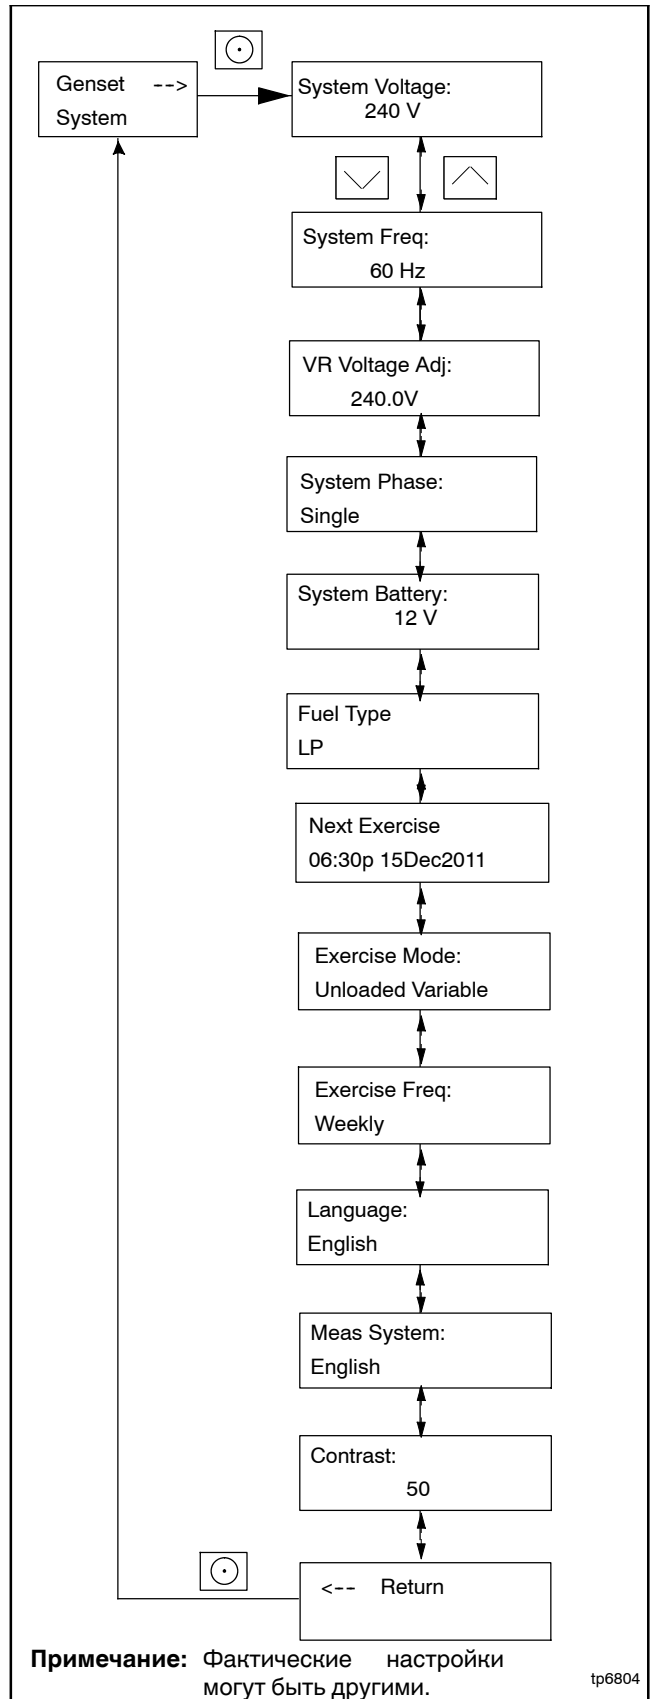 Genset -->
System
System Voltage:
240 V
System Freq:
60 Hz
VR Voltage Adj:
240.0V
System Phase:
Single
System Battery:
12 V
Fuel Type
LP
Next Exercise
06:30p 15Dec2011
Exercise Mode:
Unloaded Variable
Exercise Freq:
Weekly
Language:
English
Meas System:
English
Contrast:
50
<-- Return
Примечание: Фактические настройки
могут быть другими.
tp6804